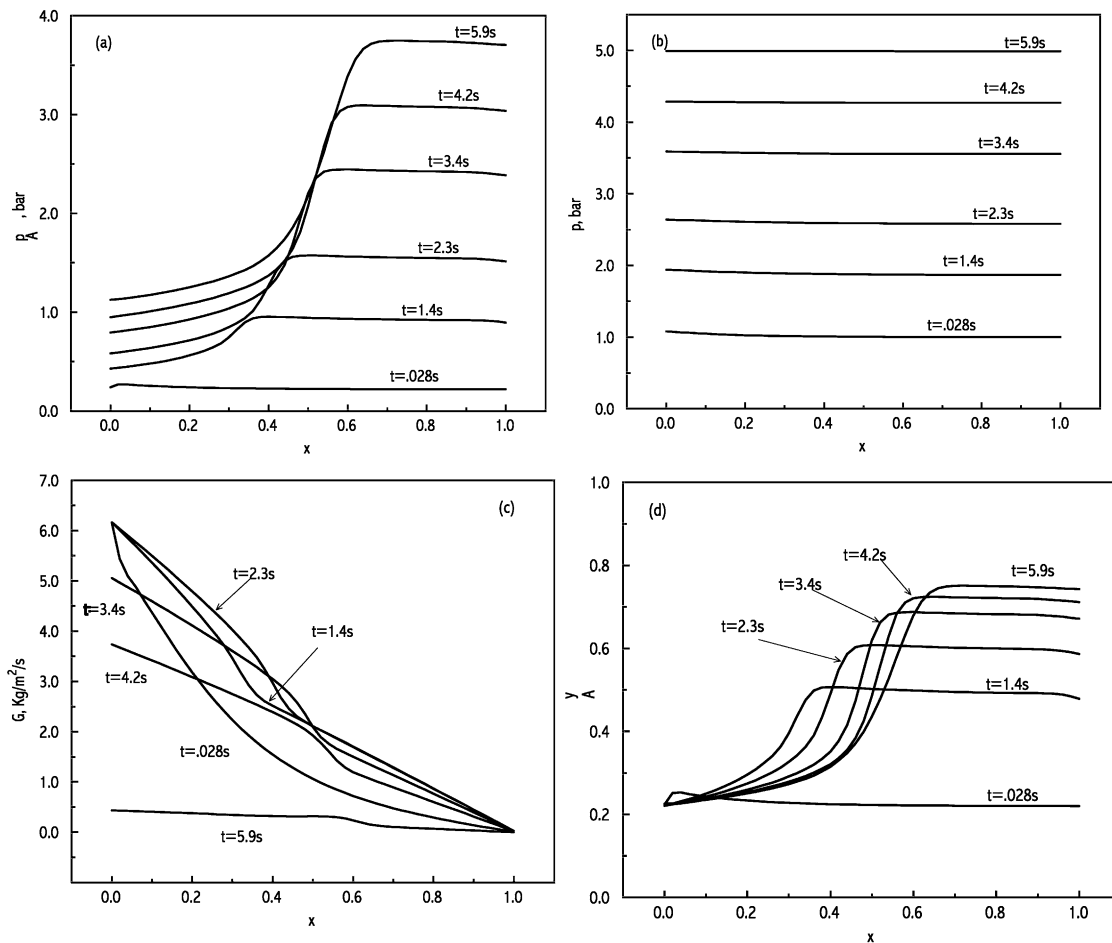 (a)
4.0
3.0
2.0
1.0
0.0
p
A , bar
t=5.9s
t=4.2s
t=3.4s
t=2.3s
t=1.4s
t=.028s
0.0 0.2 0.4 0.6 0.8 1.0
x
(b)
5.0
4.0
3.0
2.0
1.0
0.0
p, bar
t=5.9s
t=4.2s
t=3.4s
t=2.3s
t=1.4s
t=.028s
0.0 0.2 0.4 0.6 0.8 1.0
x
(c)
7.0
6.0
5.0
4.0
3.0
2.0
1.0
0.0
G, Kg/m²/s
t=2.3s
t=3.4s
t=1.4s
t=4.2s
t=.028s
t=5.9s
0.0 0.2 0.4 0.6 0.8 1.0
x
(d)
1.0
0.8
0.6
0.4
0.2
0.0
y
A
t=4.2s
t=5.9s
t=3.4s
t=2.3s
t=1.4s
t=.028s
0.0 0.2 0.4 0.6 0.8 1.0
x